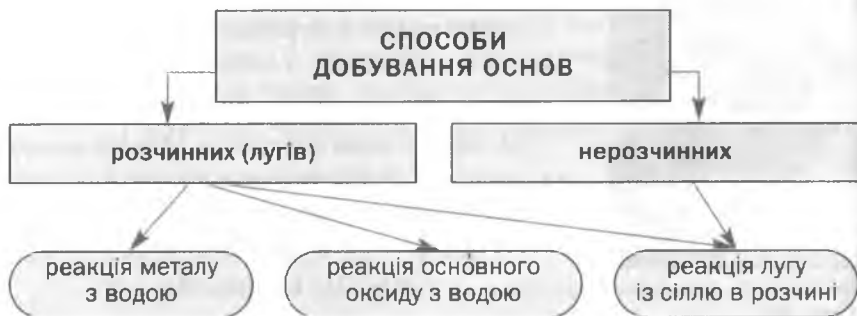 СПОСОБИ
ДОБУВАННЯ ОСНОВ
розчинних (лугів)
нерозчинних
реакція металу
з водою
реакція основного
оксиду з водою
реакція лугу
із сіллю в розчині